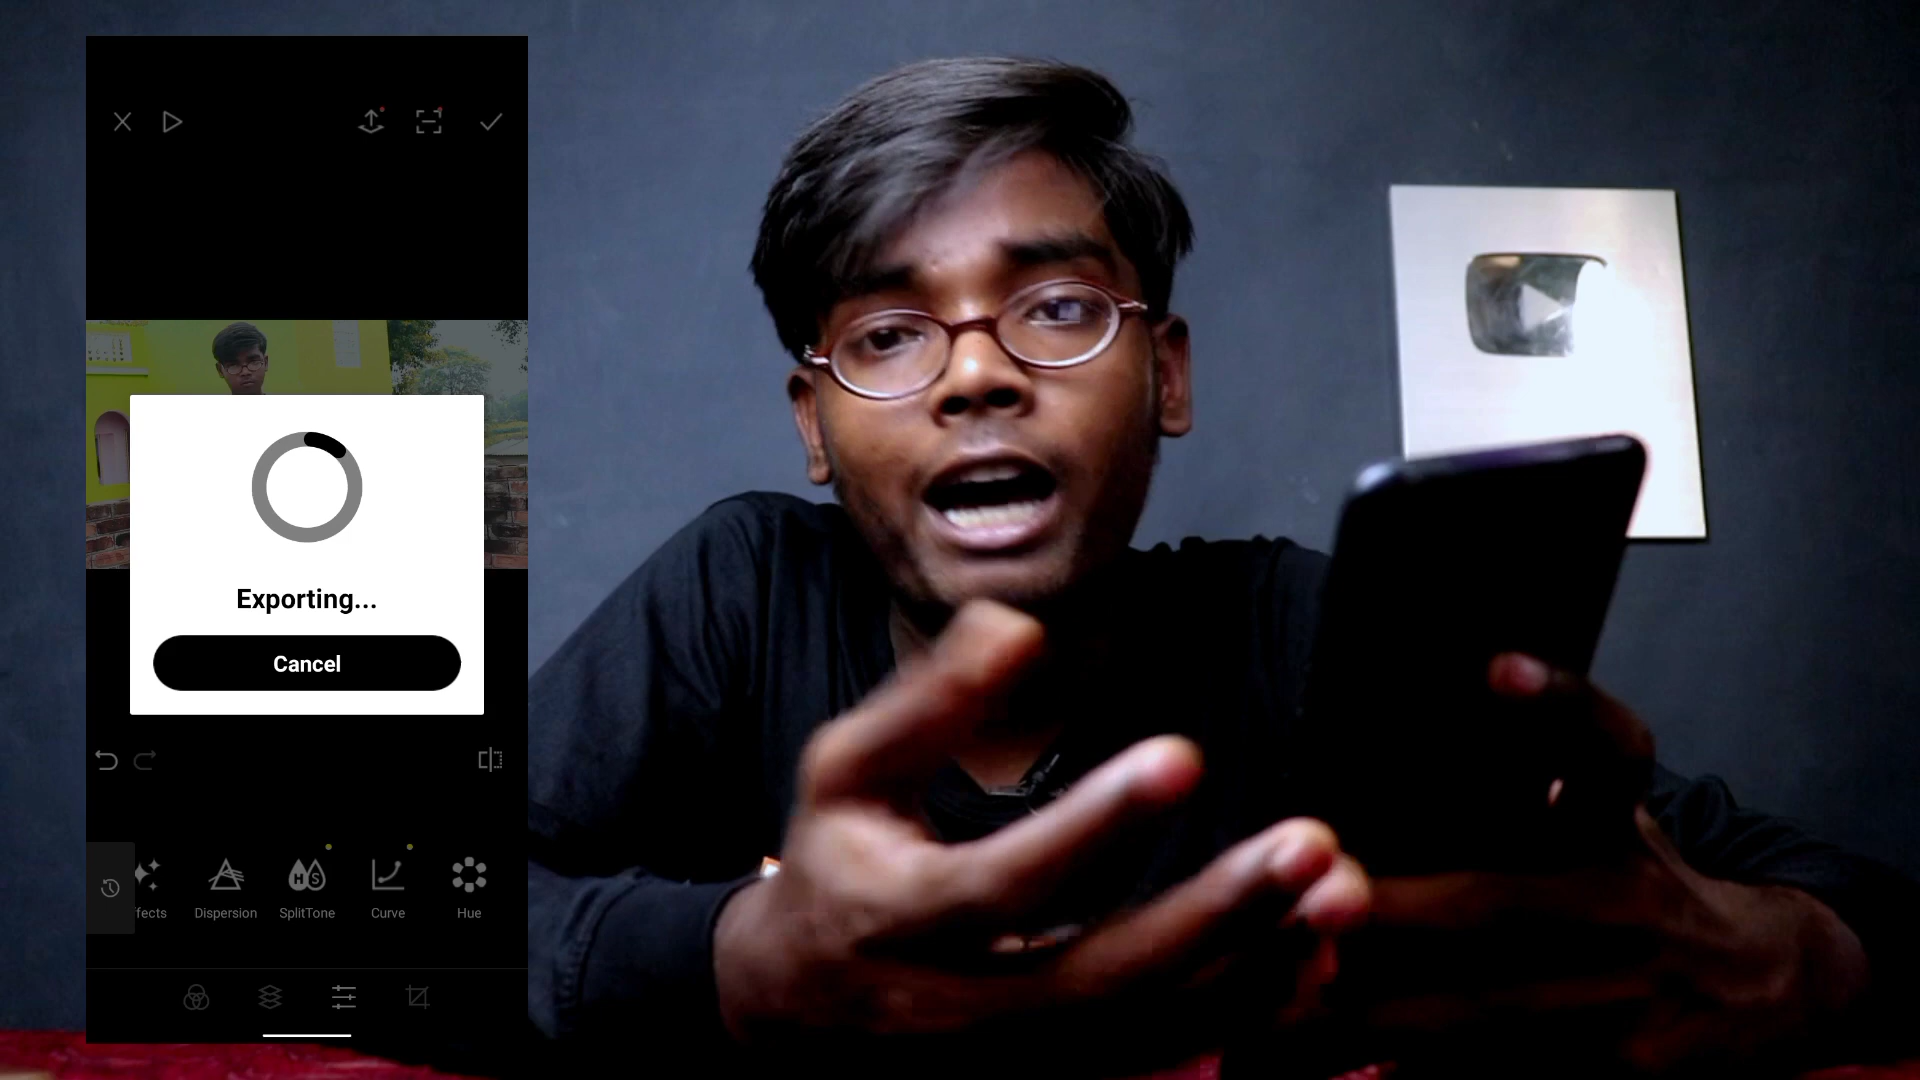 Exporting...
Cancel
fects
Dispersion
H S
SplitTone
Curve
Hue